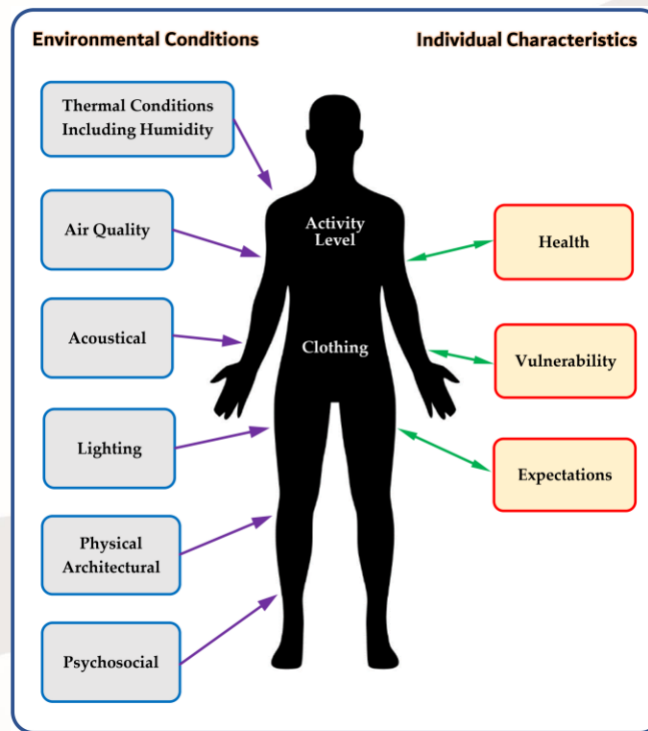 Environmental Conditions
Individual Characteristics
Thermal Conditions
Including Humidity
Air Quality
Acoustical
Lighting
Physical
Architectural
Psychosocial
Activity
Level
Clothing
Health
Vulnerability
Expectations